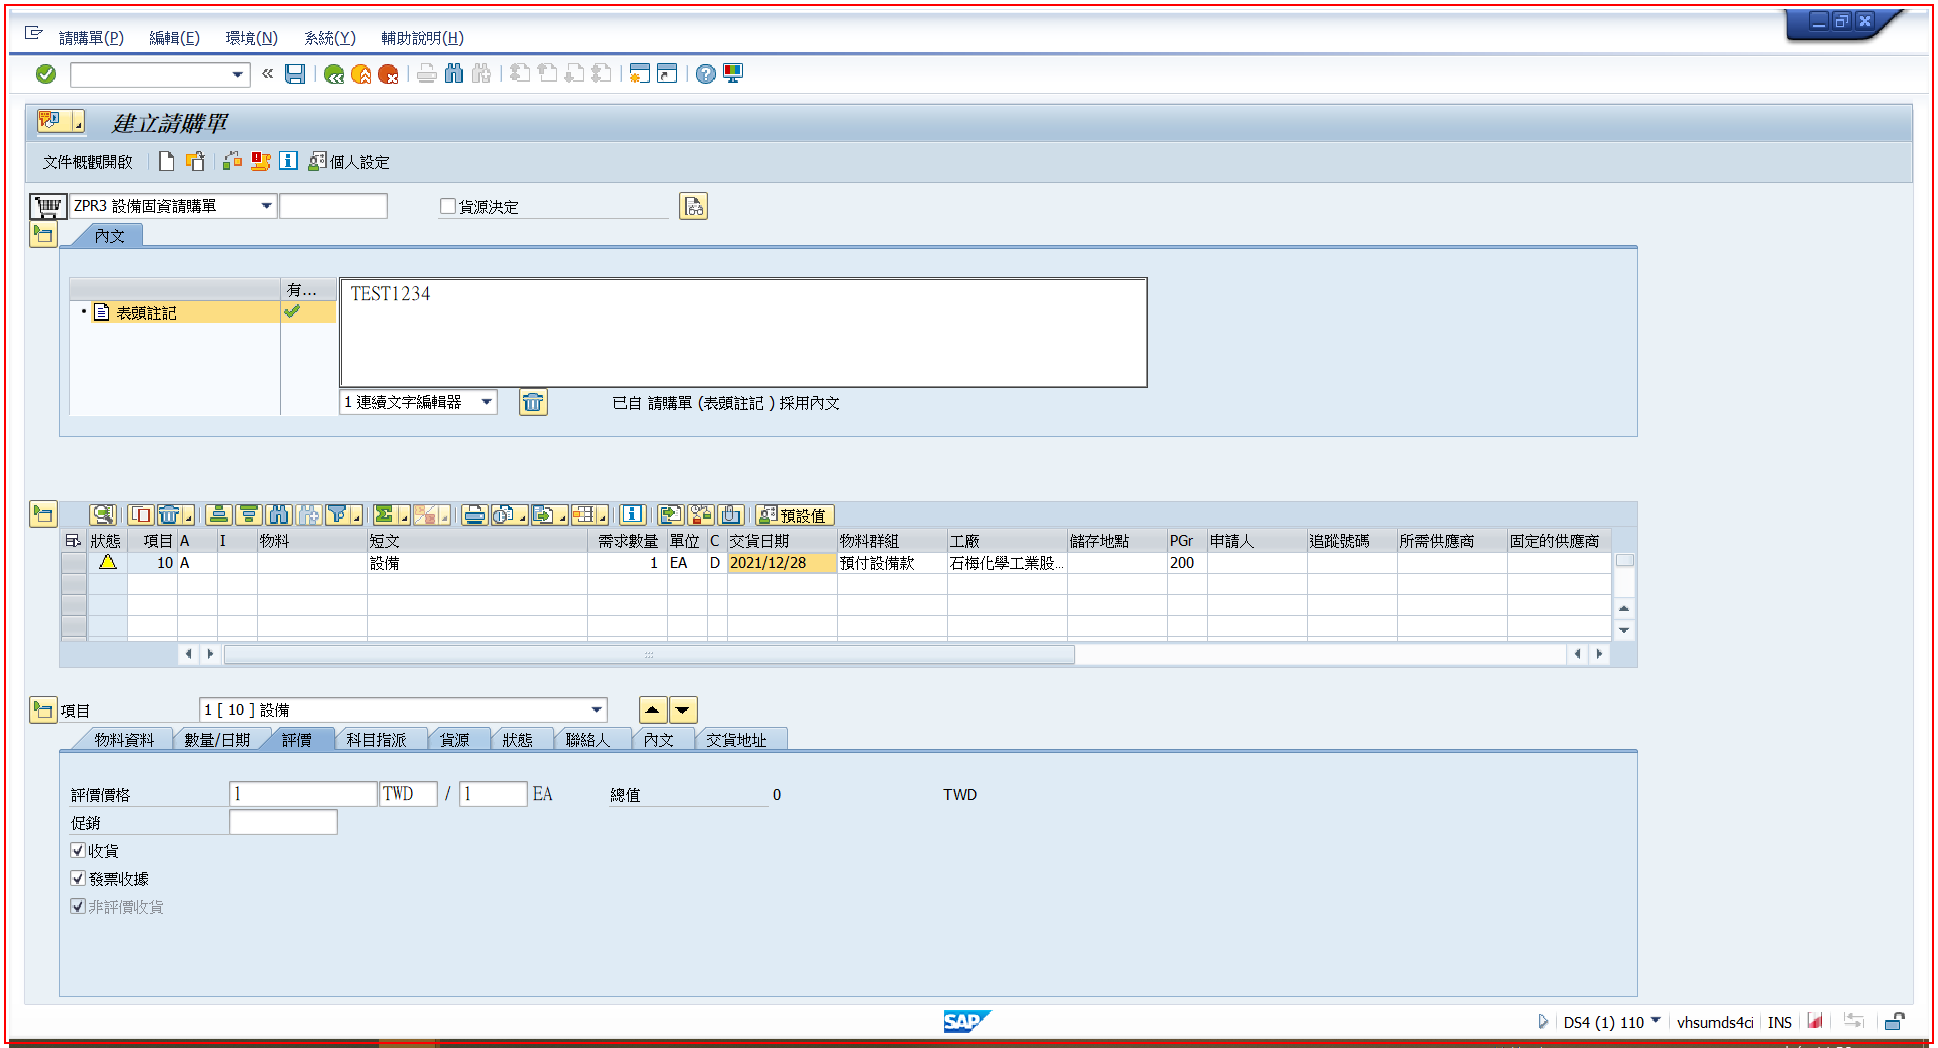 請購單(P) 編輯(E) 環境(N) 系統(Y) 輔助說明(H)
建立請購單
文件概觀開啟 個人設定
ZPR3 設備固資請購單 貨源決定
內文
有...
表頭註記
TEST1234
1 連續文字編輯器 已自 請購單 (表頭註記 ) 採用內文
預設值
狀態 項目 A I 物料 短文 需求數量 單位 C 交貨日期 物料群組 工廠 儲存地點 PGr 申請人 追蹤號碼 所需供應商 固定的供應商
10 A 設備 1 EA D 2021/12/28 預付設備款 石梅化學工業股... 200
項目 1 [ 10 ] 設備
物料資料 數量/日期 評價 科目指派 貨源 狀態 聯絡人 內文 交貨地址
評價價格 1 TWD / 1 EA 總值 0 TWD
促銷
收貨
發票收據
非評價收貨
SAP DS4 (1) 110 vhsumds4ci INS